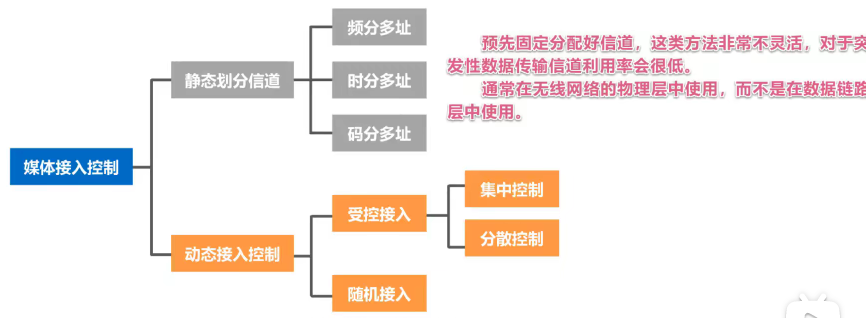 频分多址
预先固定分配好信道，这类方法非常不灵活，对于突
发性数据传输信道利用率会很低。
静态划分信道
时分多址
通常在无线网络的物理层中使用，而不是在数据链路
层中使用。
码分多址
媒体接入控制
集中控制
受控接入
分散控制
动态接入控制
随机接入